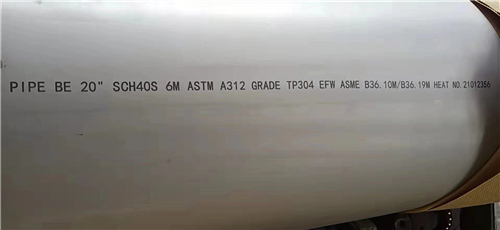 PIPE BE 20" SCH40S 6M ASTM A312 GRADE TP304 EFW ASME B36.10M/B36.19M HEAT NO.21012356